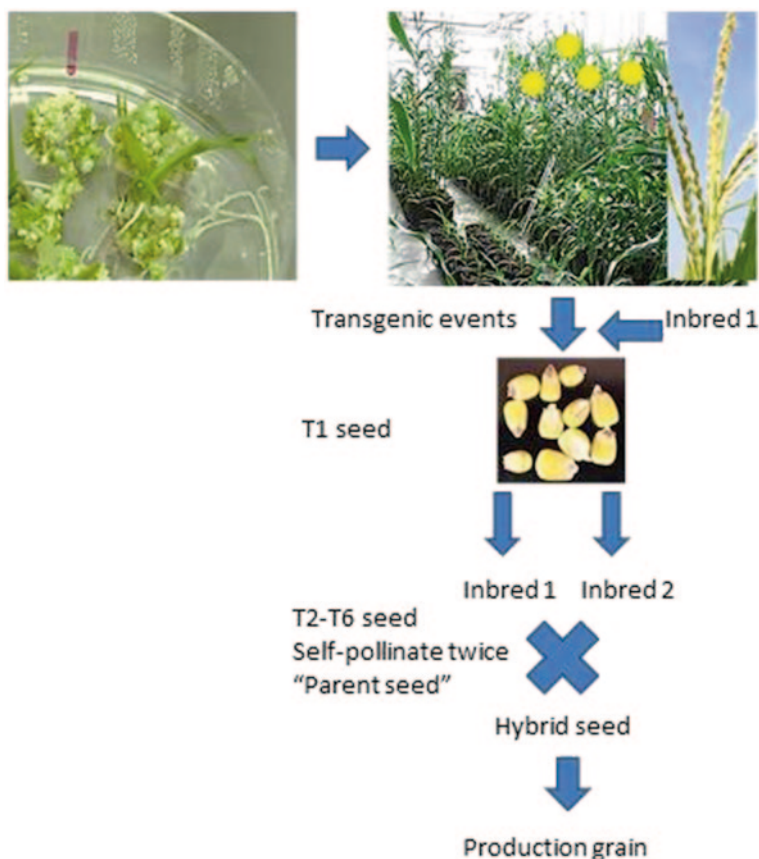 Transgenic events
Inbred 1
T1 seed
Inbred 1
Inbred 2
T2-T6 seed
Self-pollinate twice
“Parent seed”
Hybrid seed
Production grain